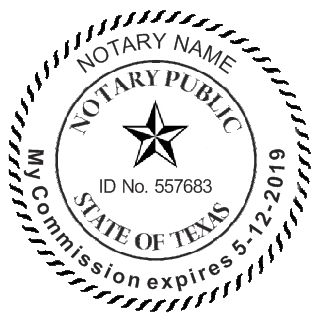 NOTARY NAME
NOTARY PUBLIC
ID No. 557683
STATE OF TEXAS
My Commission expires 5-12-2019